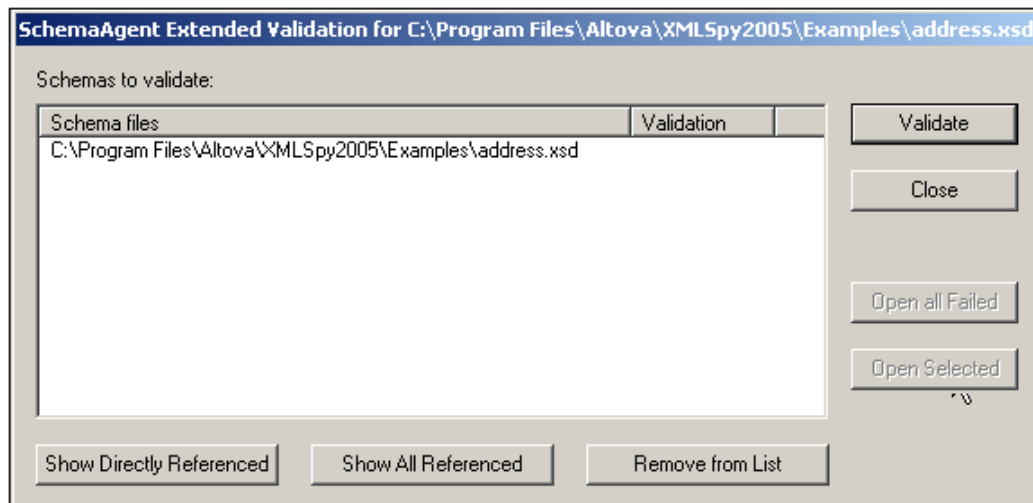 SchemaAgent Extended Validation for C:\Program Files\Altova\XMLSpy2005\Examples\address.xsd
Schemas to validate:
Schema files Validation
C:\Program Files\Altova\XMLSpy2005\Examples\address.xsd
Validate
Close
Open all Failed
Open Selected
Show Directly Referenced Show All Referenced Remove from List